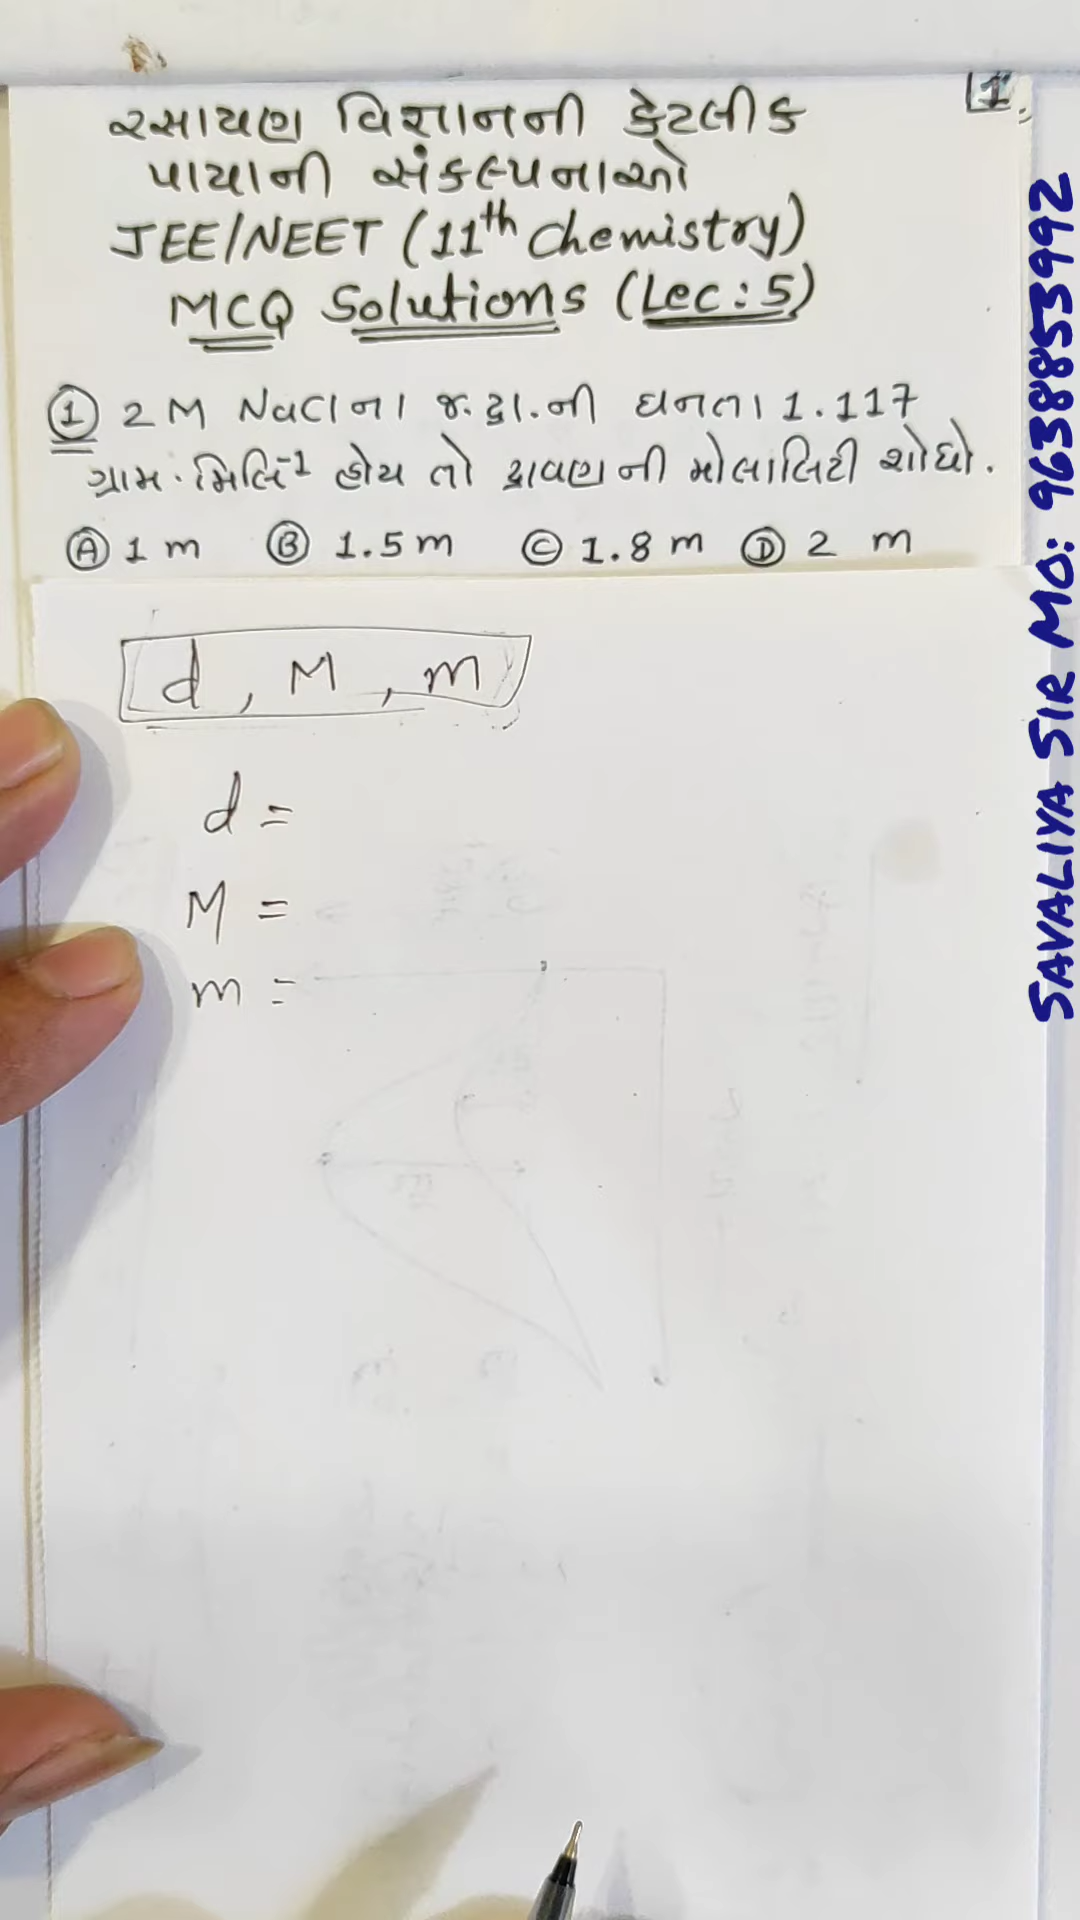 1.
રસાયણ વિજ્ઞાનની કેટલીક
પાયાની સંકલ્પનાઓ
JEE/NEET (11th Chemistry)
MCQ Solutions (Lec : 5)
① 2 M NaCl ના જ.દ્રા.ની ઘનતા 1.117
ગ્રામ.મિલિ-1 હોય તો દ્રાવણની મોલાલિટી શોધો.
Ⓐ 1 m Ⓑ 1.5 m Ⓒ 1.8 m Ⓓ 2 m
d , M , m
d =
M =
m =
SAVALIYA SIR MO: 9638853992